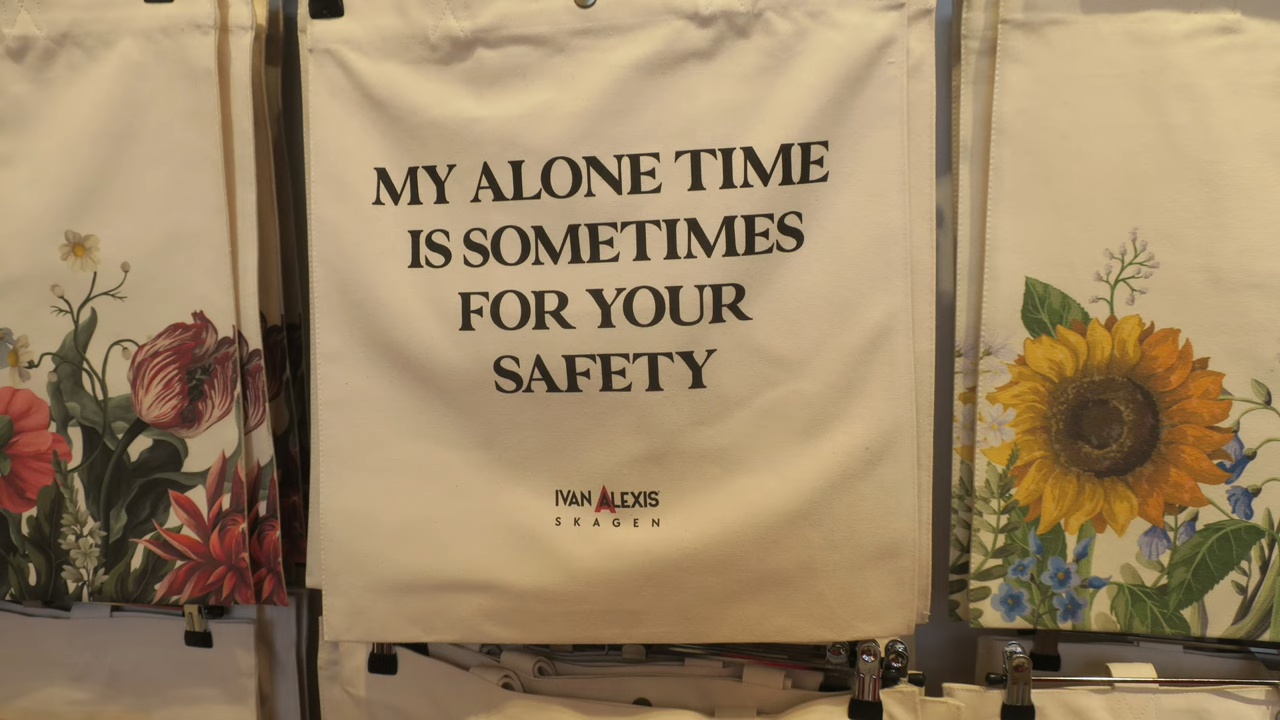 MY ALONE TIME
IS SOMETIMES
FOR YOUR
SAFETY
IVAN ALEXIS
SKAGEN